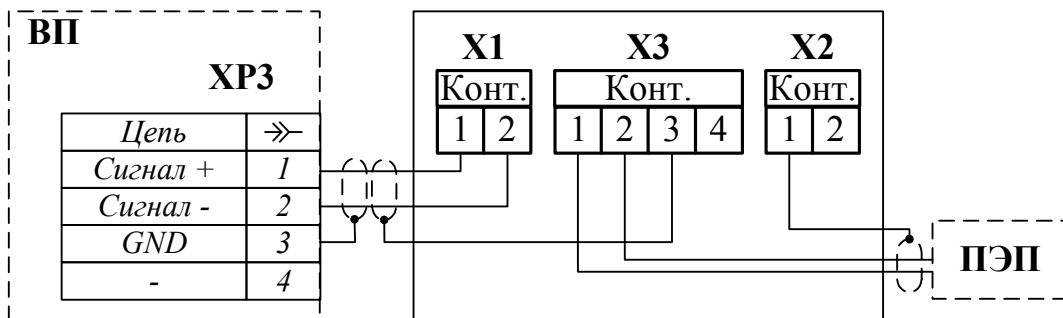 ВП
ХР3
Цепь
Сигнал + 1
Сигнал - 2
GND 3
- 4
Х1 Х3 Х2
Конт. Конт. Конт.
1 2 1 2 3 4 1 2
ПЭП